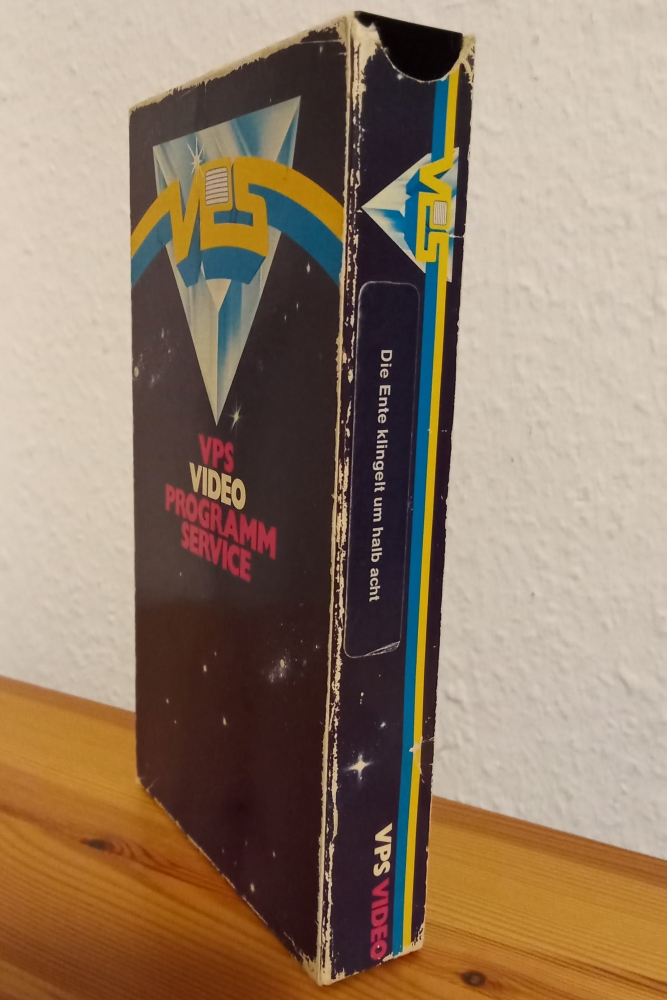 VPS
VPS
VIDEO
PROGRAMM
SERVICE
VPS
Die Ente klingelt um halb acht
VPS VIDEO